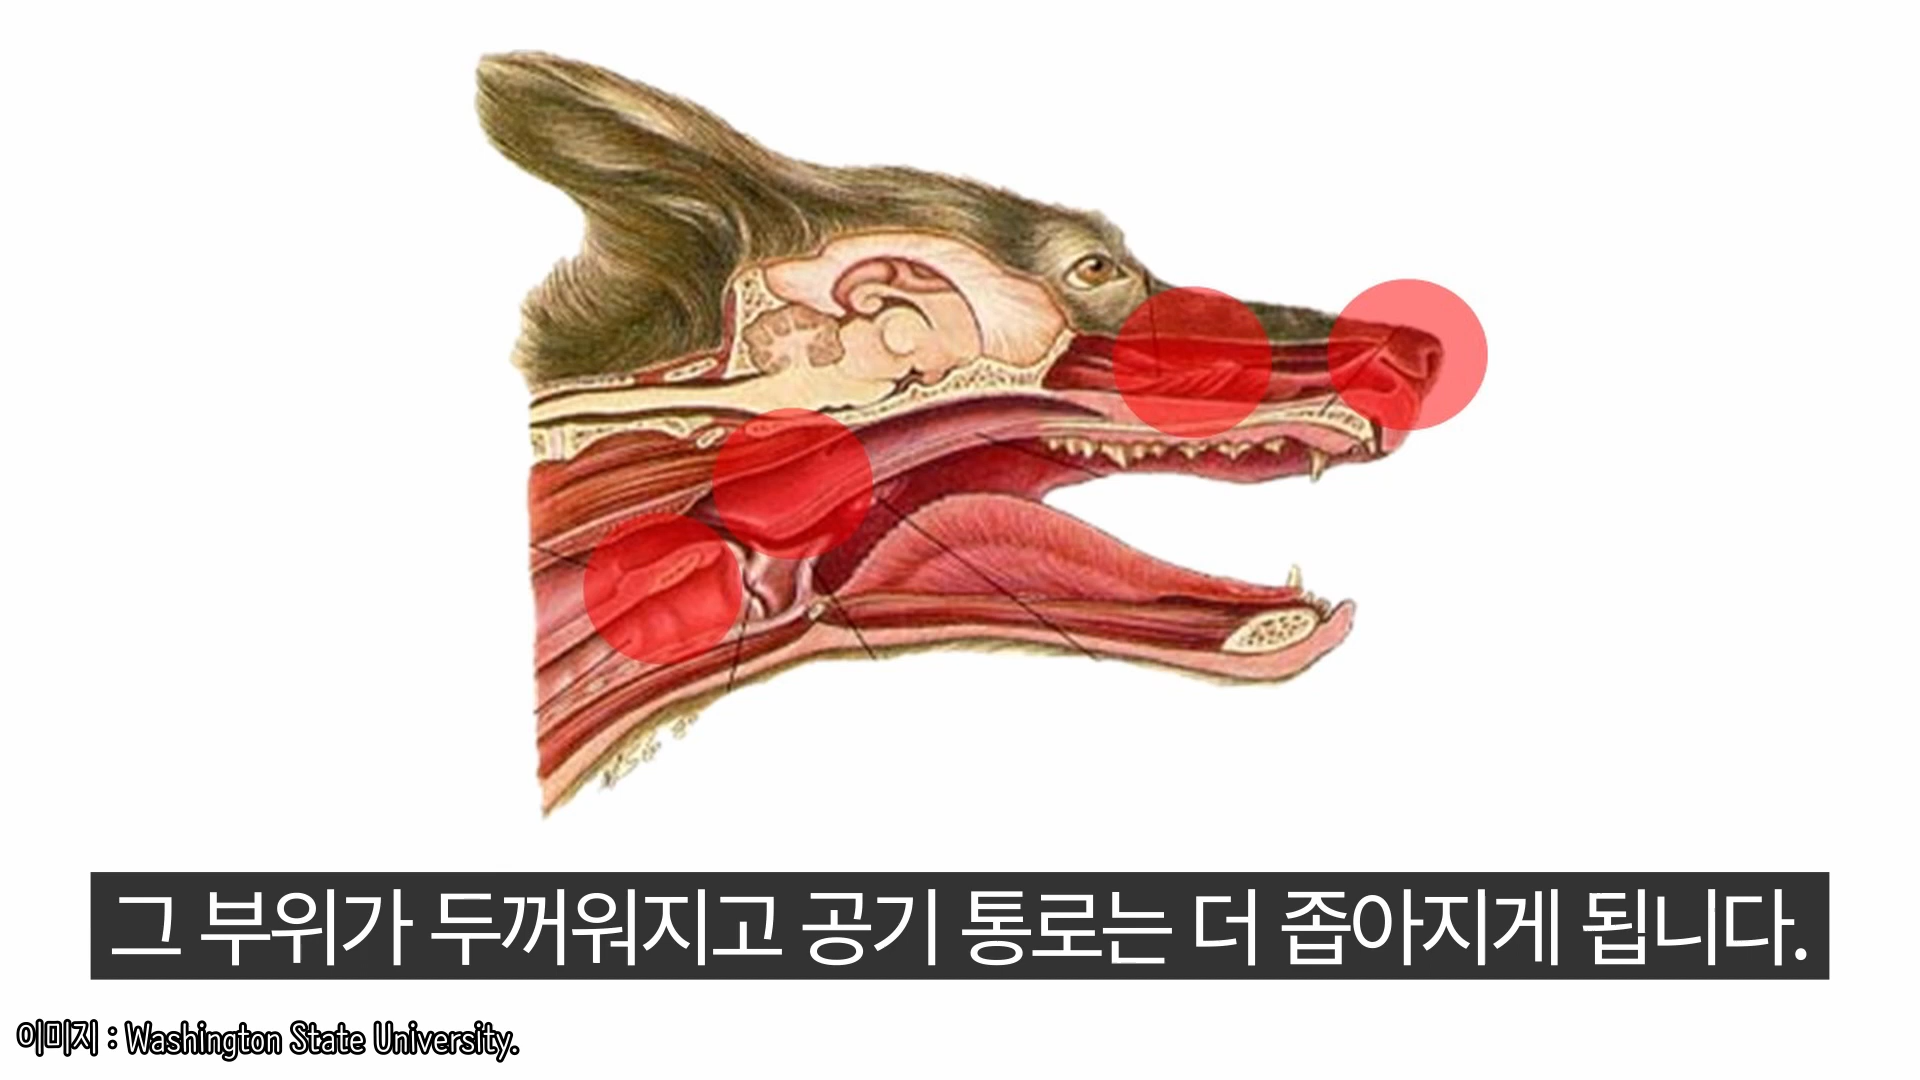 그 부위가 두꺼워지고 공기 통로는 더 좁아지게 됩니다.
이미지 : Washington State University.